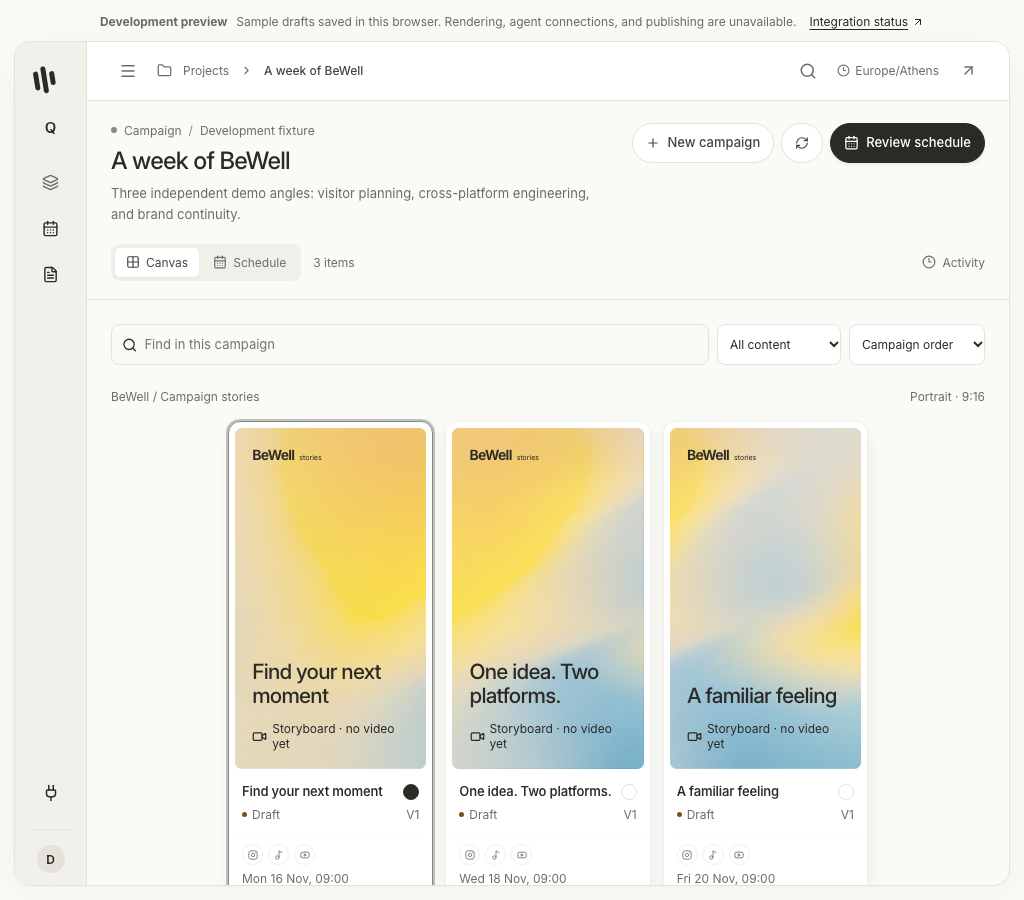 Development preview Sample drafts saved in this browser. Rendering, agent connections, and publishing are unavailable. Integration status
Projects A week of BeWell Europe/Athens
Q
Campaign / Development fixture
A week of BeWell
New campaign Review schedule
Three independent demo angles: visitor planning, cross-platform engineering,
and brand continuity.
Canvas Schedule 3 items Activity
Find in this campaign All content Campaign order
BeWell / Campaign stories Portrait · 9:16
BeWell stories
Find your next
moment
Storyboard · no video
yet
Find your next moment
Draft V1
Mon 16 Nov, 09:00
BeWell stories
One idea. Two
platforms.
Storyboard · no video
yet
One idea. Two platforms.
Draft V1
Wed 18 Nov, 09:00
BeWell stories
A familiar feeling
Storyboard · no video
yet
A familiar feeling
Draft V1
Fri 20 Nov, 09:00
D